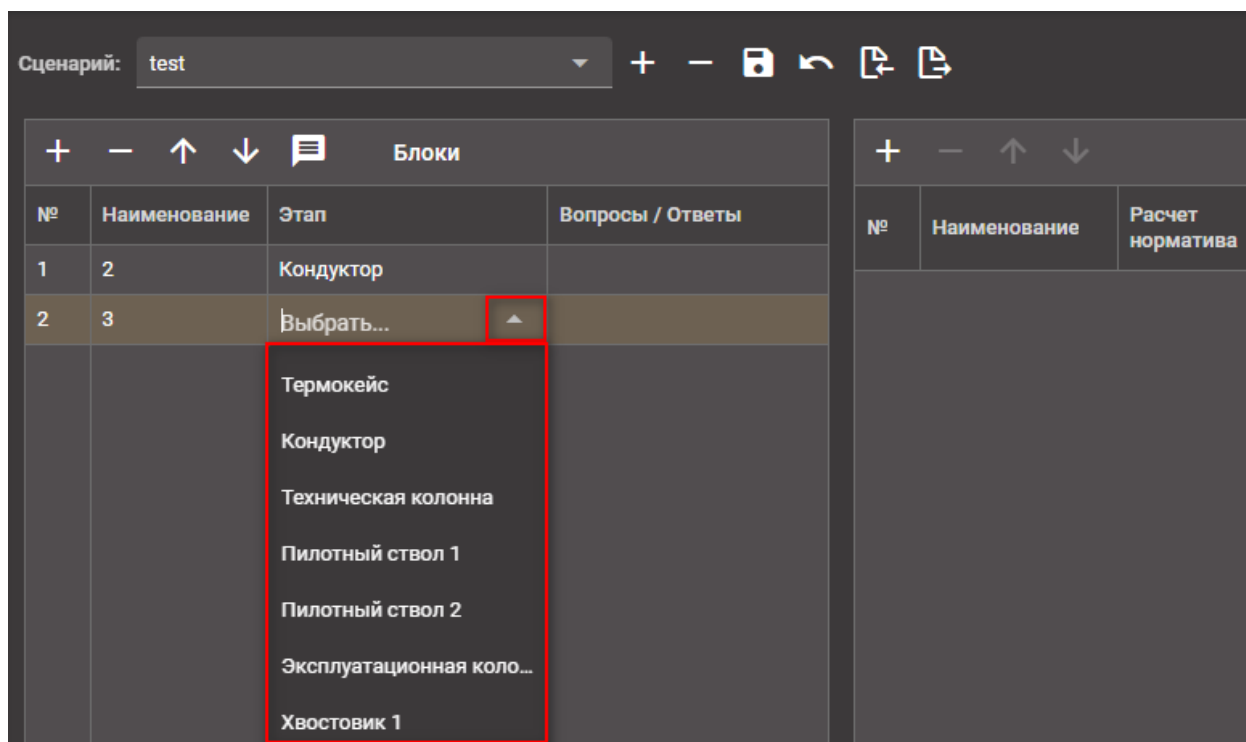 Сценарий: test
Блоки
№ Наименование Этап Вопросы / Ответы
№ Наименование Расчет норматива
1 2 Кондуктор
2 3 Выбрать...
Термокейс
Кондуктор
Техническая колонна
Пилотный ствол 1
Пилотный ствол 2
Эксплуатационная коло...
Хвостовик 1